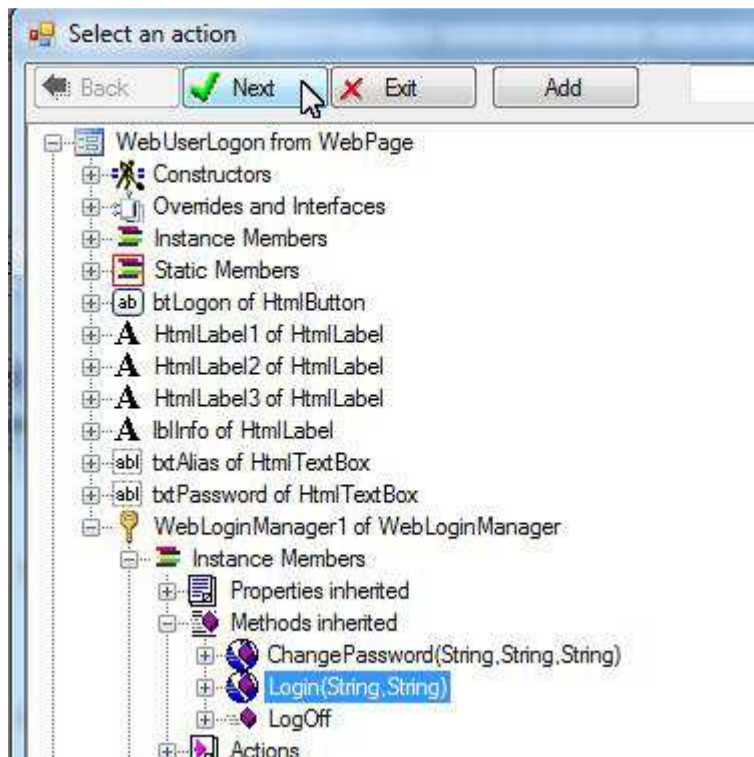 Select an action
Back Next Exit Add
WebUserLogon from WebPage
Constructors
Overrides and Interfaces
Instance Members
Static Members
ab btLogon of HtmlButton
A HtmlLabel1 of HtmlLabel
A HtmlLabel2 of HtmlLabel
A HtmlLabel3 of HtmlLabel
A lblInfo of HtmlLabel
abl txtAlias of HtmlTextBox
abl txtPassword of HtmlTextBox
WebLoginManager1 of WebLoginManager
Instance Members
Properties inherited
Methods inherited
ChangePassword(String,String,String)
Login(String,String)
LogOff
Actions